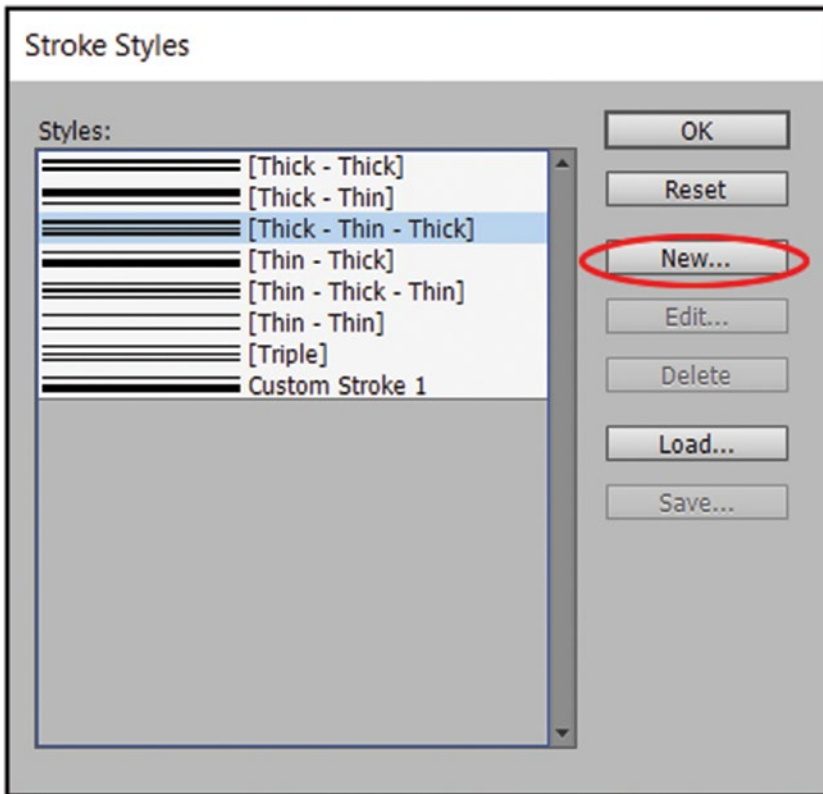 Stroke Styles
Styles:
[Thick - Thick]
[Thick - Thin]
[Thick - Thin - Thick]
[Thin - Thick]
[Thin - Thick - Thin]
[Thin - Thin]
[Triple]
Custom Stroke 1
OK
Reset
New...
Edit...
Delete
Load...
Save...